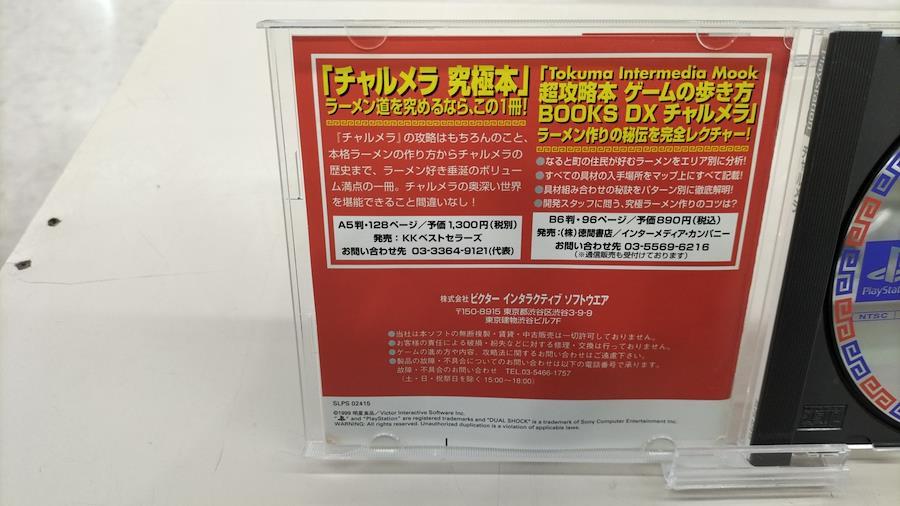 「チャルメラ 究極本」
ラーメン道を究めるなら、この1冊!
『チャルメラ』の攻略はもちろんのこと、
本格ラーメンの作り方からチャルメラの
歴史まで、ラーメン好き垂涎のボリュー
ム満点の一冊。チャルメラの奥深い世界
を堪能できること間違いなし!
A5判・128ページ/予価1,300円(税別)
発売:KKベストセラーズ
お問い合わせ先 03-3364-9121(代表)
「Tokuma Intermedia Mook
超攻略本 ゲームの歩き方
BOOKS DX チャルメラ」
ラーメン作りの秘伝を完全レクチャー!
●なると町の住民が好むラーメンをエリア別に分析!
●すべての具材の入手場所をマップ上にすべて記載!
●具材組み合わせの秘訣をパターン別に徹底解明!
●開発スタッフに問う、究極ラーメン作りのコツは?
B6判・96ページ/予価890円(税込)
発売:(株)徳間書店/インターメディア・カンパニー
お問い合わせ先 03-5569-6216
(※通信販売も受付けております)
株式会社 ビクター インタラクティブ ソフトウエア
〒150-8915 東京都渋谷区渋谷3-9-9
東京建物渋谷ビル7F
●当社は本ソフトの無断複製・賃貸・中古販売は一切許可しておりません。
●お客様の責任による破損・紛失などに対する修理・交換は行っておりません。
●ゲームの進め方や内容、攻略法に関するお問い合わせはご遠慮下さい。
●製品の故障・不具合についてのお問い合わせは以下の電話番号で承ります。
故障・不具合のお問い合わせ TEL.03-5466-1757
(土・日・祝祭日を除く 15:00~18:00)
SLPS 02415
©1999 明星食品/Victor Interactive Software Inc.
" " and "PlayStation" are registered trademarks and "DUAL SHOCK" is a trademark of Sony Computer Entertainment Inc.
WARNING: All rights reserved. Unauthorized duplication is a violation of applicable laws.
PlayStation
NTSC